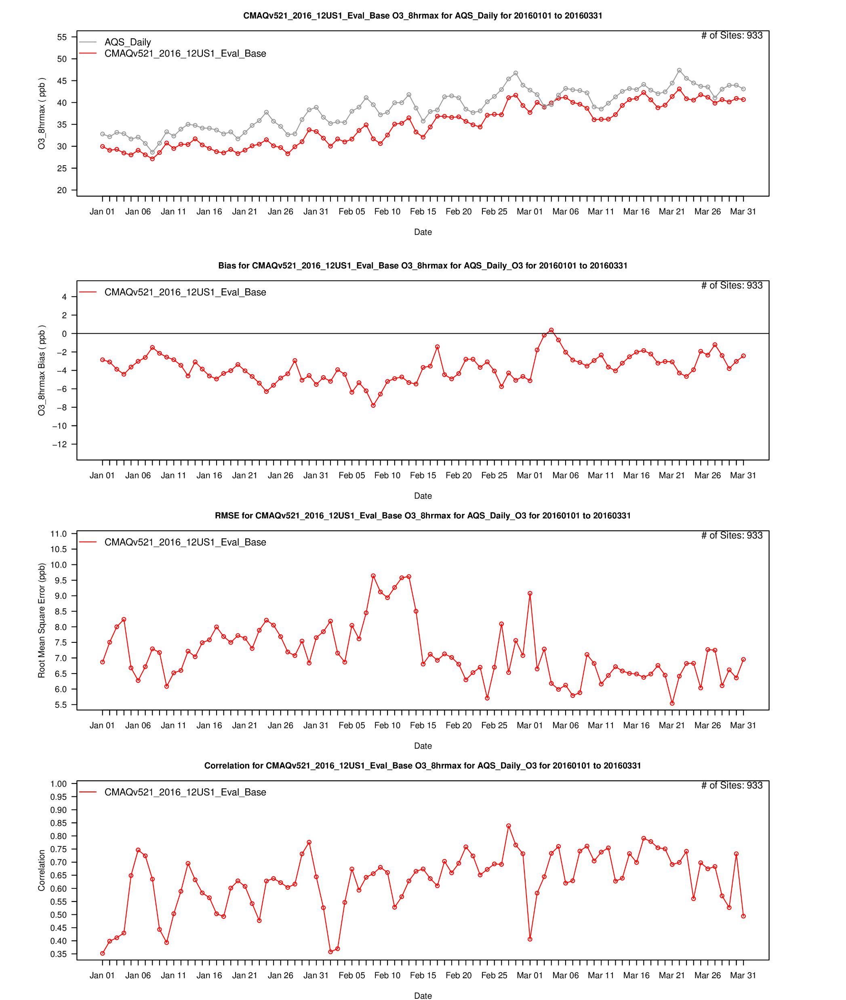 CMAQv521_2016_12US1_Eval_Base O3_8hrmax for AQS_Daily for 20160101 to 20160331
# of Sites: 933
AQS_Daily
CMAQv521_2016_12US1_Eval_Base
O3_8hrmax ( ppb )
55
50
45
40
35
30
25
20
Jan 01 Jan 06 Jan 11 Jan 16 Jan 21 Jan 26 Jan 31 Feb 05 Feb 10 Feb 15 Feb 20 Feb 25 Mar 01 Mar 06 Mar 11 Mar 16 Mar 21 Mar 26 Mar 31
Date
Bias for CMAQv521_2016_12US1_Eval_Base O3_8hrmax for AQS_Daily_O3 for 20160101 to 20160331
# of Sites: 933
CMAQv521_2016_12US1_Eval_Base
O3_8hrmax Bias ( ppb )
4
2
0
−2
−4
−6
−8
−10
−12
Jan 01 Jan 06 Jan 11 Jan 16 Jan 21 Jan 26 Jan 31 Feb 05 Feb 10 Feb 15 Feb 20 Feb 25 Mar 01 Mar 06 Mar 11 Mar 16 Mar 21 Mar 26 Mar 31
Date
RMSE for CMAQv521_2016_12US1_Eval_Base O3_8hrmax for AQS_Daily_O3 for 20160101 to 20160331
# of Sites: 933
CMAQv521_2016_12US1_Eval_Base
Root Mean Square Error (ppb)
11.0
10.5
10.0
9.5
9.0
8.5
8.0
7.5
7.0
6.5
6.0
5.5
Jan 01 Jan 06 Jan 11 Jan 16 Jan 21 Jan 26 Jan 31 Feb 05 Feb 10 Feb 15 Feb 20 Feb 25 Mar 01 Mar 06 Mar 11 Mar 16 Mar 21 Mar 26 Mar 31
Date
Correlation for CMAQv521_2016_12US1_Eval_Base O3_8hrmax for AQS_Daily_O3 for 20160101 to 20160331
# of Sites: 933
CMAQv521_2016_12US1_Eval_Base
Correlation
1.00
0.95
0.90
0.85
0.80
0.75
0.70
0.65
0.60
0.55
0.50
0.45
0.40
0.35
Jan 01 Jan 06 Jan 11 Jan 16 Jan 21 Jan 26 Jan 31 Feb 05 Feb 10 Feb 15 Feb 20 Feb 25 Mar 01 Mar 06 Mar 11 Mar 16 Mar 21 Mar 26 Mar 31
Date